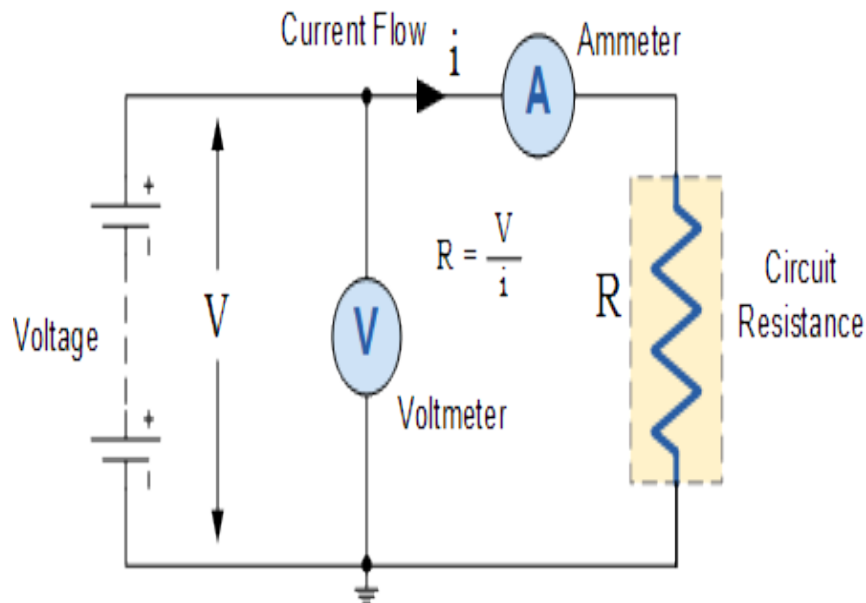 Current Flow
i
Ammeter
A
+
-
V
R = V/i
R
Circuit
Resistance
Voltage
V
Voltmeter
+
-